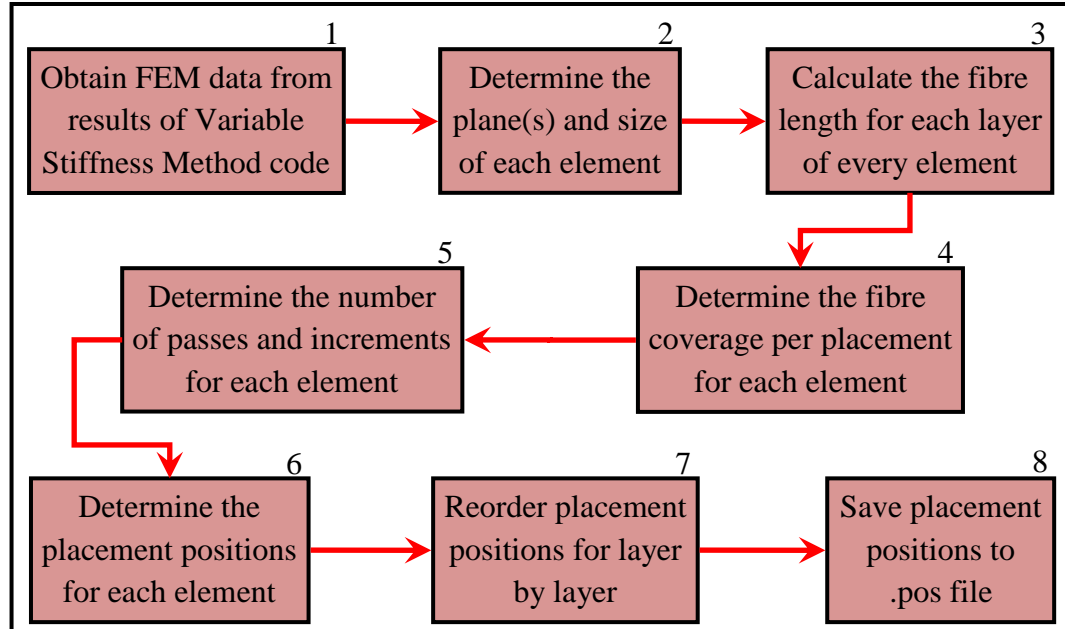 1
Obtain FEM data from
results of Variable
Stiffness Method code
2
Determine the
plane(s) and size
of each element
3
Calculate the fibre
length for each layer
of every element
4
Determine the fibre
coverage per placement
for each element
5
Determine the number
of passes and increments
for each element
6
Determine the
placement positions
for each element
7
Reorder placement
positions for layer
by layer
8
Save placement
positions to
.pos file